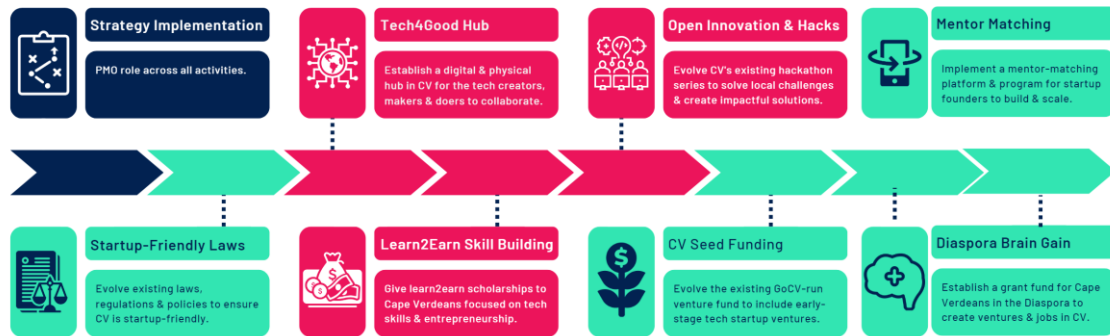 Strategy Implementation
PMO role across all activities.
Tech4Good Hub
Establish a digital & physical
hub in CV for the tech creators,
makers & doers to collaborate.
Open Innovation & Hacks
Evolve CV's existing hackathon
series to solve local challenges
& create impactful solutions.
Mentor Matching
Implement a mentor-matching
platform & program for startup
founders to build & scale.
Startup-Friendly Laws
Evolve existing laws,
regulations & policies to ensure
CV is startup-friendly.
Learn2Earn Skill Building
Give learn2earn scholarships to
Cape Verdeans focused on tech
skills & entrepreneurship.
CV Seed Funding
Evolve the existing GoCV-run
venture fund to include early-
stage tech startup ventures.
Diaspora Brain Gain
Establish a grant fund for Cape
Verdeans in the Diaspora to
create ventures & jobs in CV.